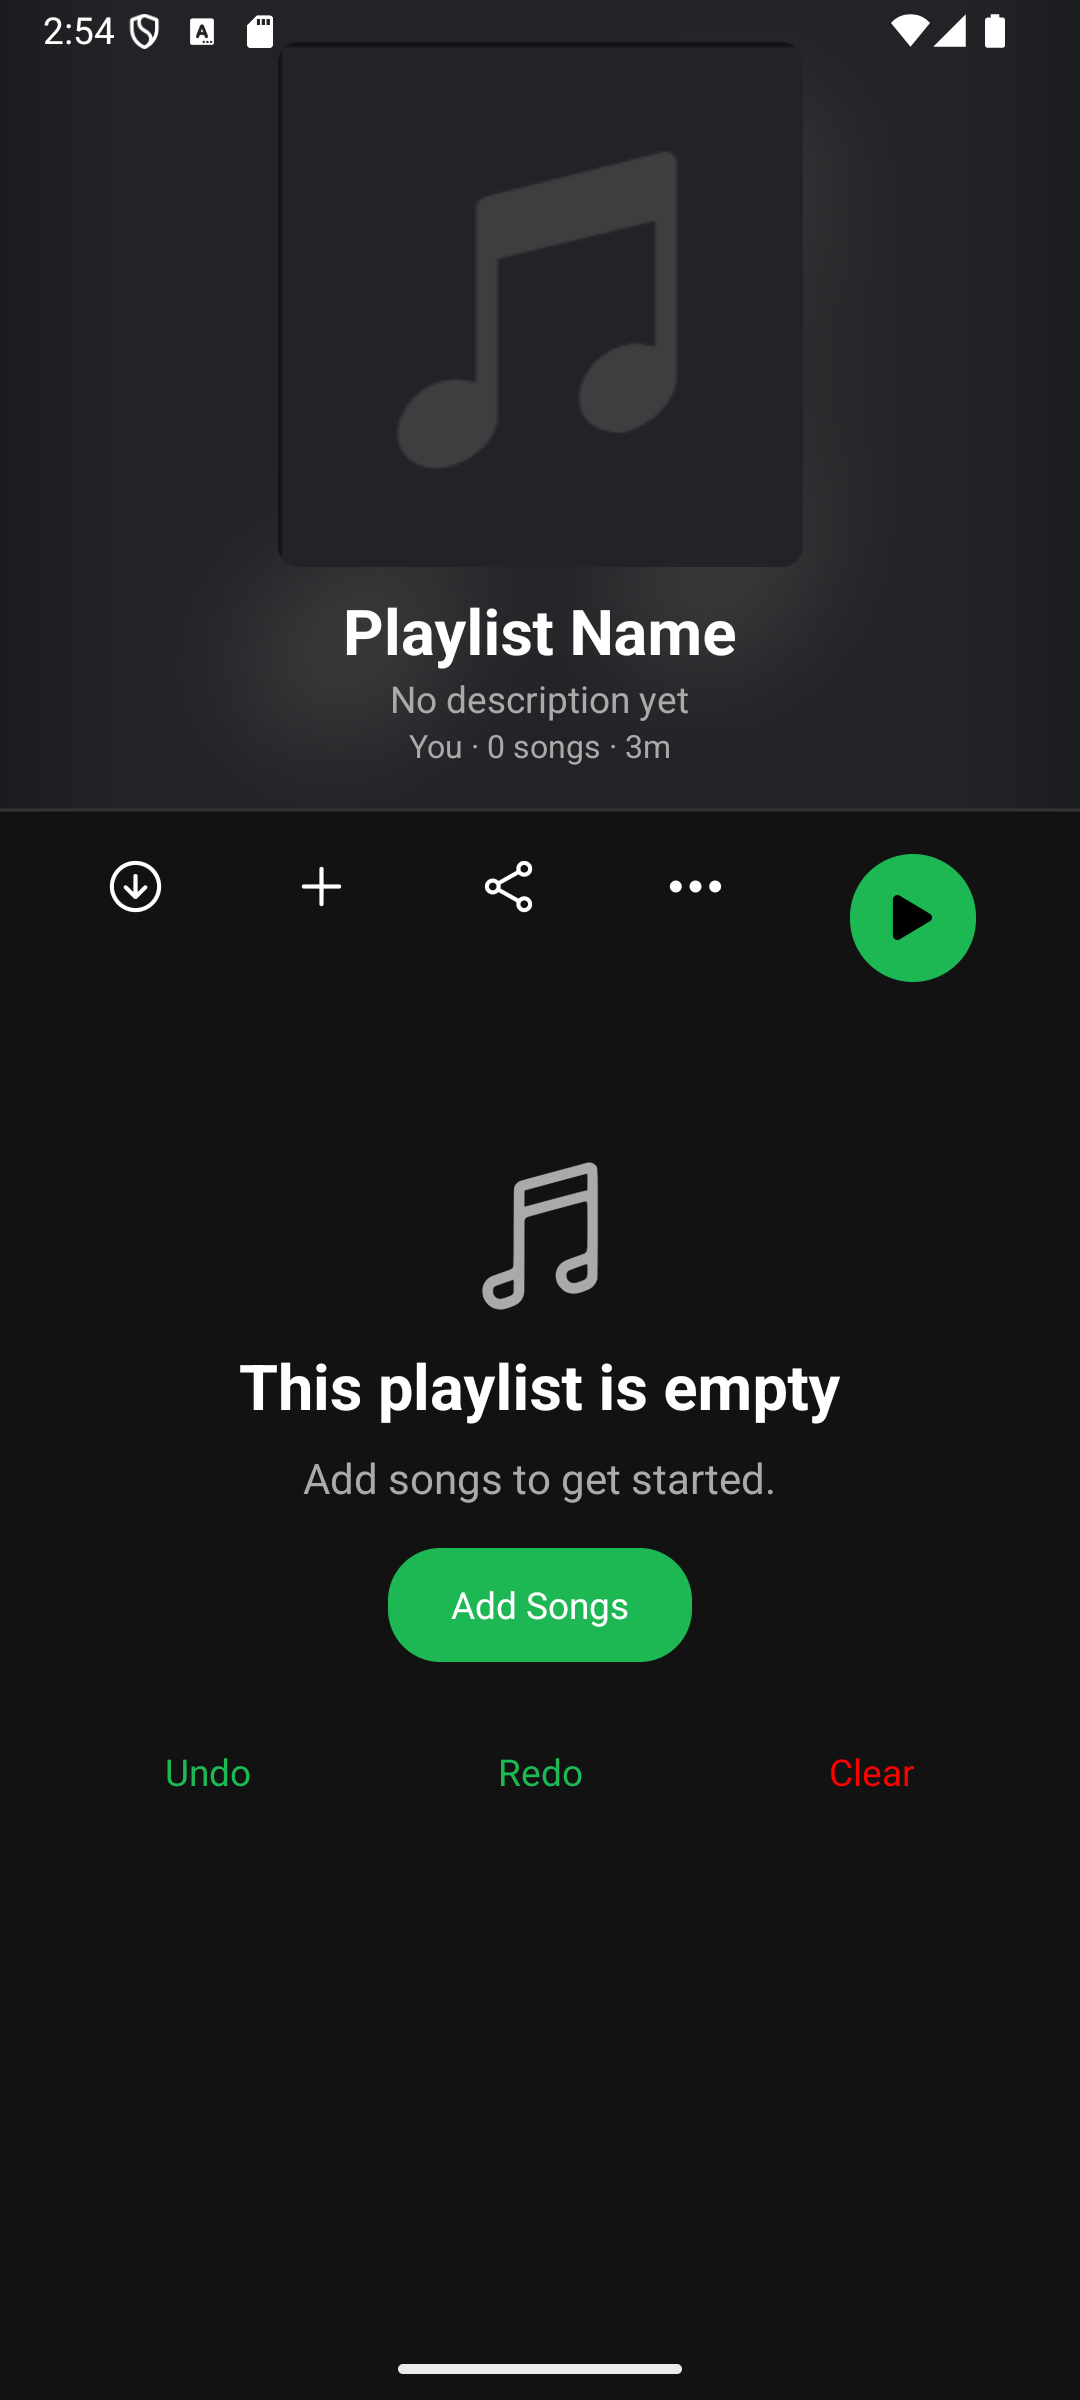 2:54
Playlist Name
No description yet
You · 0 songs · 3m
This playlist is empty
Add songs to get started.
Add Songs
Undo Redo Clear